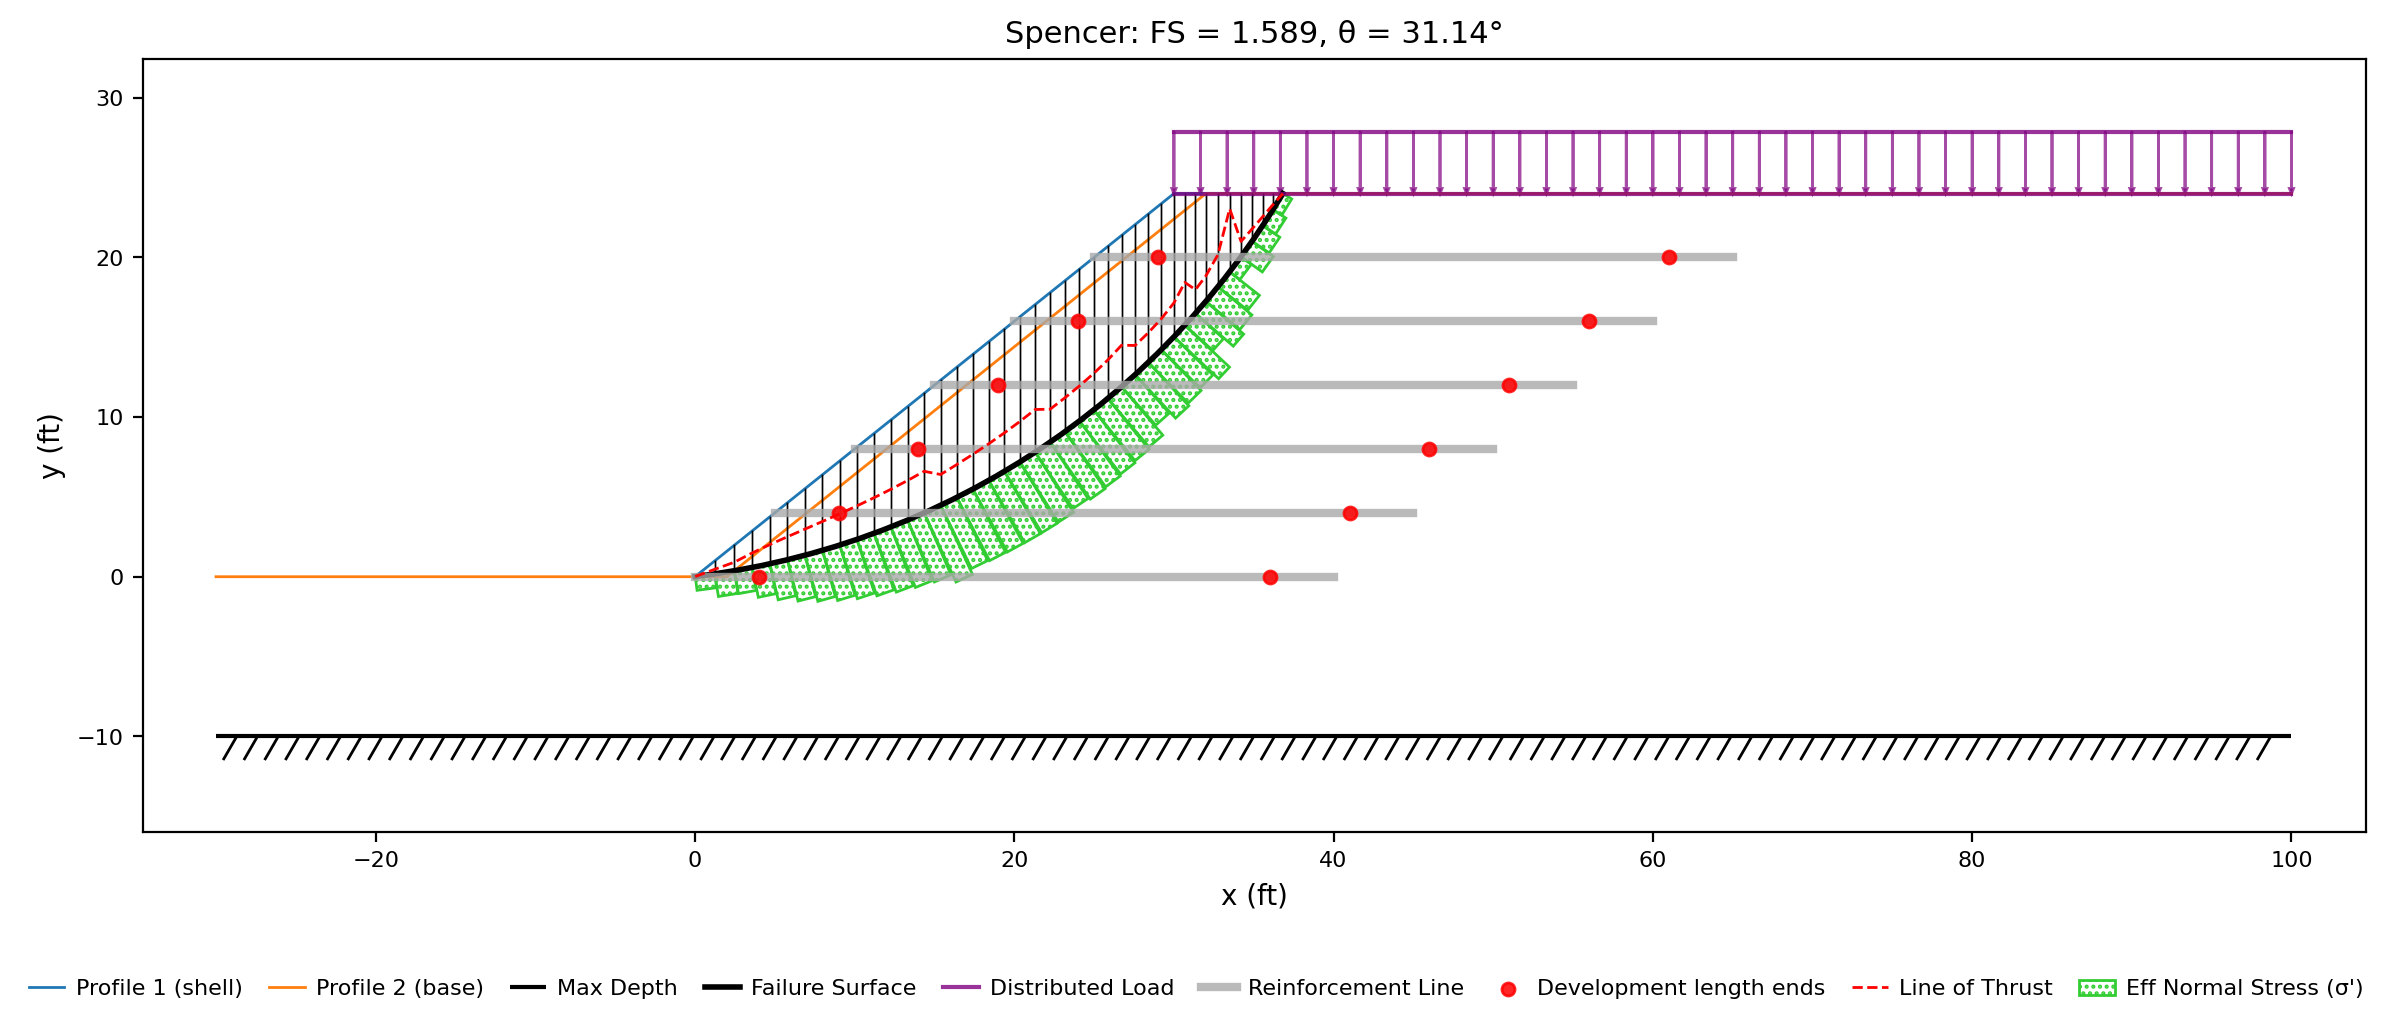 Spencer: FS = 1.589, θ = 31.14°
30
20
10
0
−10
y (ft)
−20 0 20 40 60 80 100
x (ft)
Profile 1 (shell) Profile 2 (base) Max Depth Failure Surface Distributed Load Reinforcement Line Development length ends Line of Thrust Eff Normal Stress (σ')